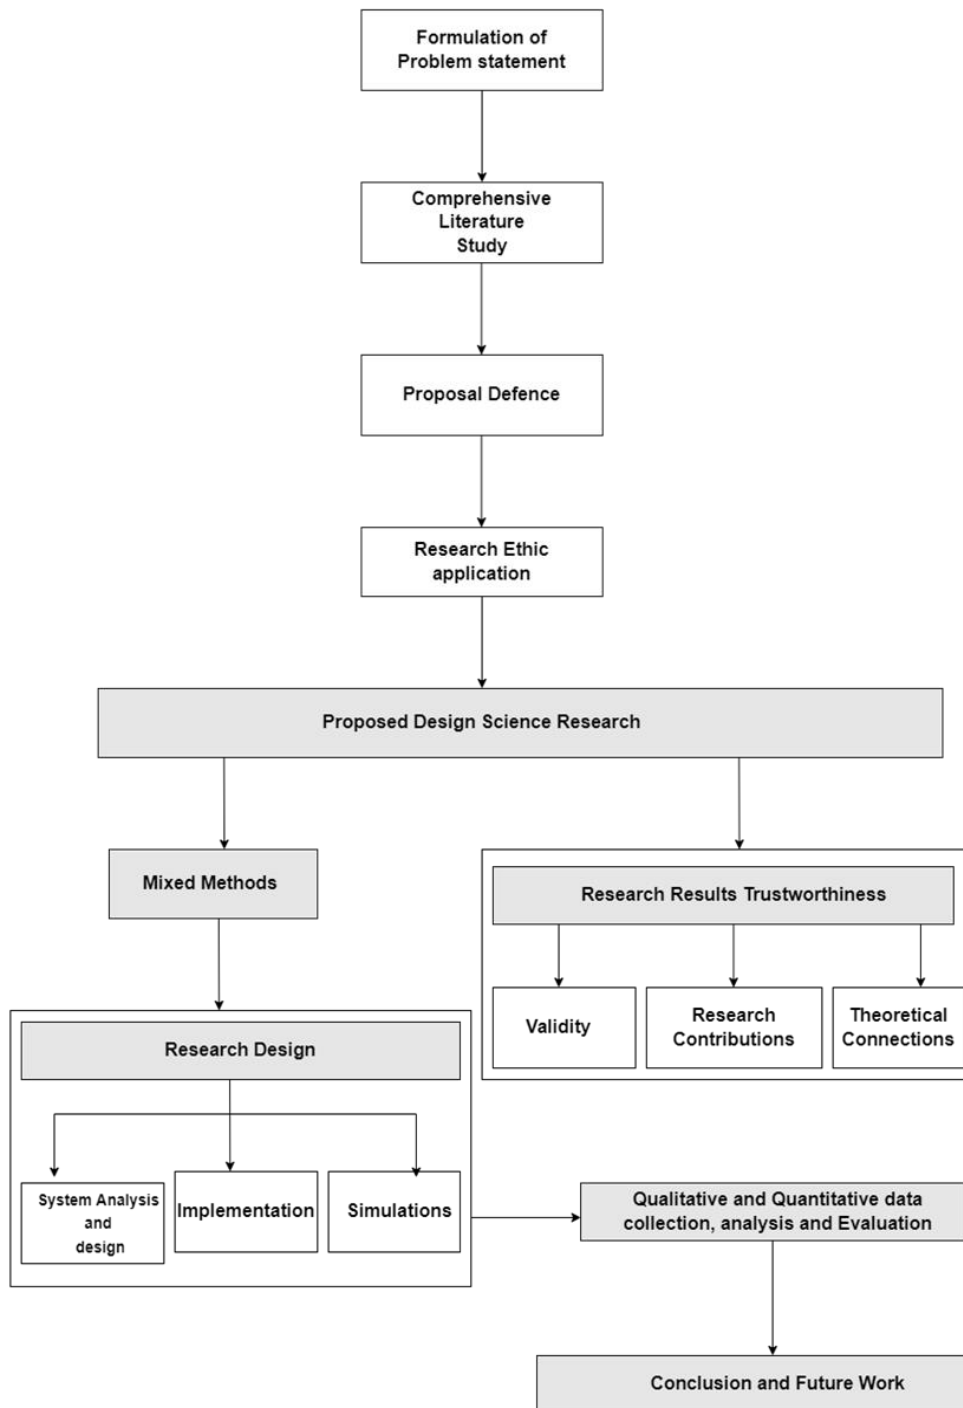 Formulation of
Problem statement
Comprehensive
Literature
Study
Proposal Defence
Research Ethic
application
Proposed Design Science Research
Mixed Methods
Research Results Trustworthiness
Validity
Research
Contributions
Theoretical
Connections
Research Design
System Analysis
and
design
Implementation
Simulations
Qualitative and Quantitative data
collection, analysis and Evaluation
Conclusion and Future Work